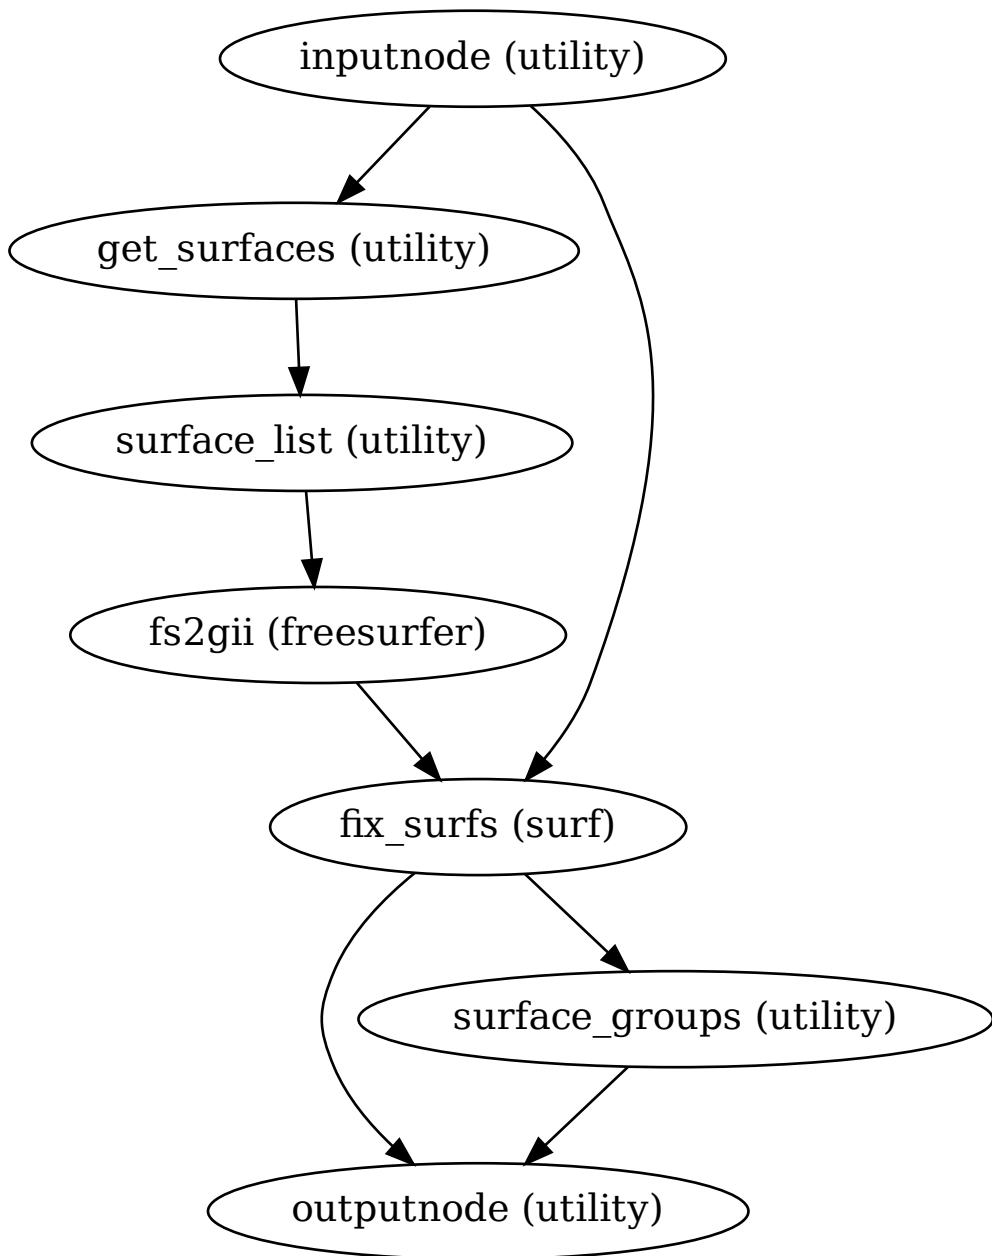 inputnode (utility)
get_surfaces (utility)
surface_list (utility)
fs2gii (freesurfer)
fix_surfs (surf)
surface_groups (utility)
outputnode (utility)